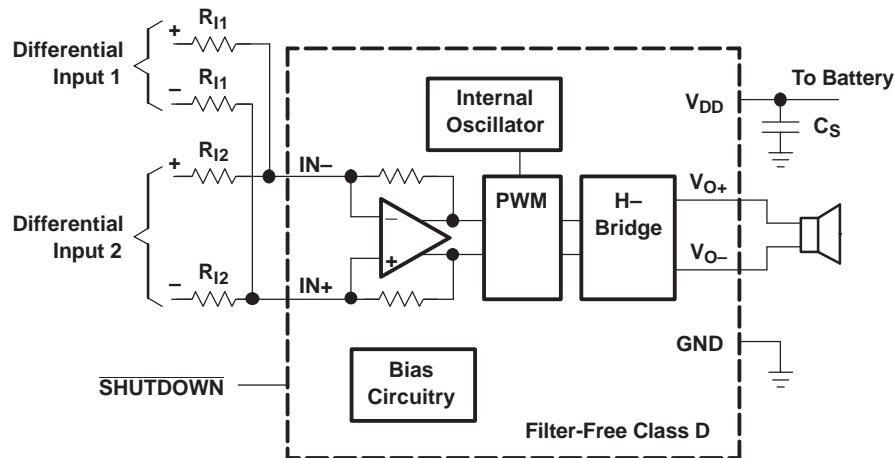 + R_I1
Differential
Input 1
− R_I1
To Battery
Internal
Oscillator
V_DD
C_S
+ R_I2
IN−
PWM
H−
Bridge
V_O+
−
Differential
Input 2
+
V_O−
− R_I2
IN+
GND
SHUTDOWN
Bias
Circuitry
Filter-Free Class D